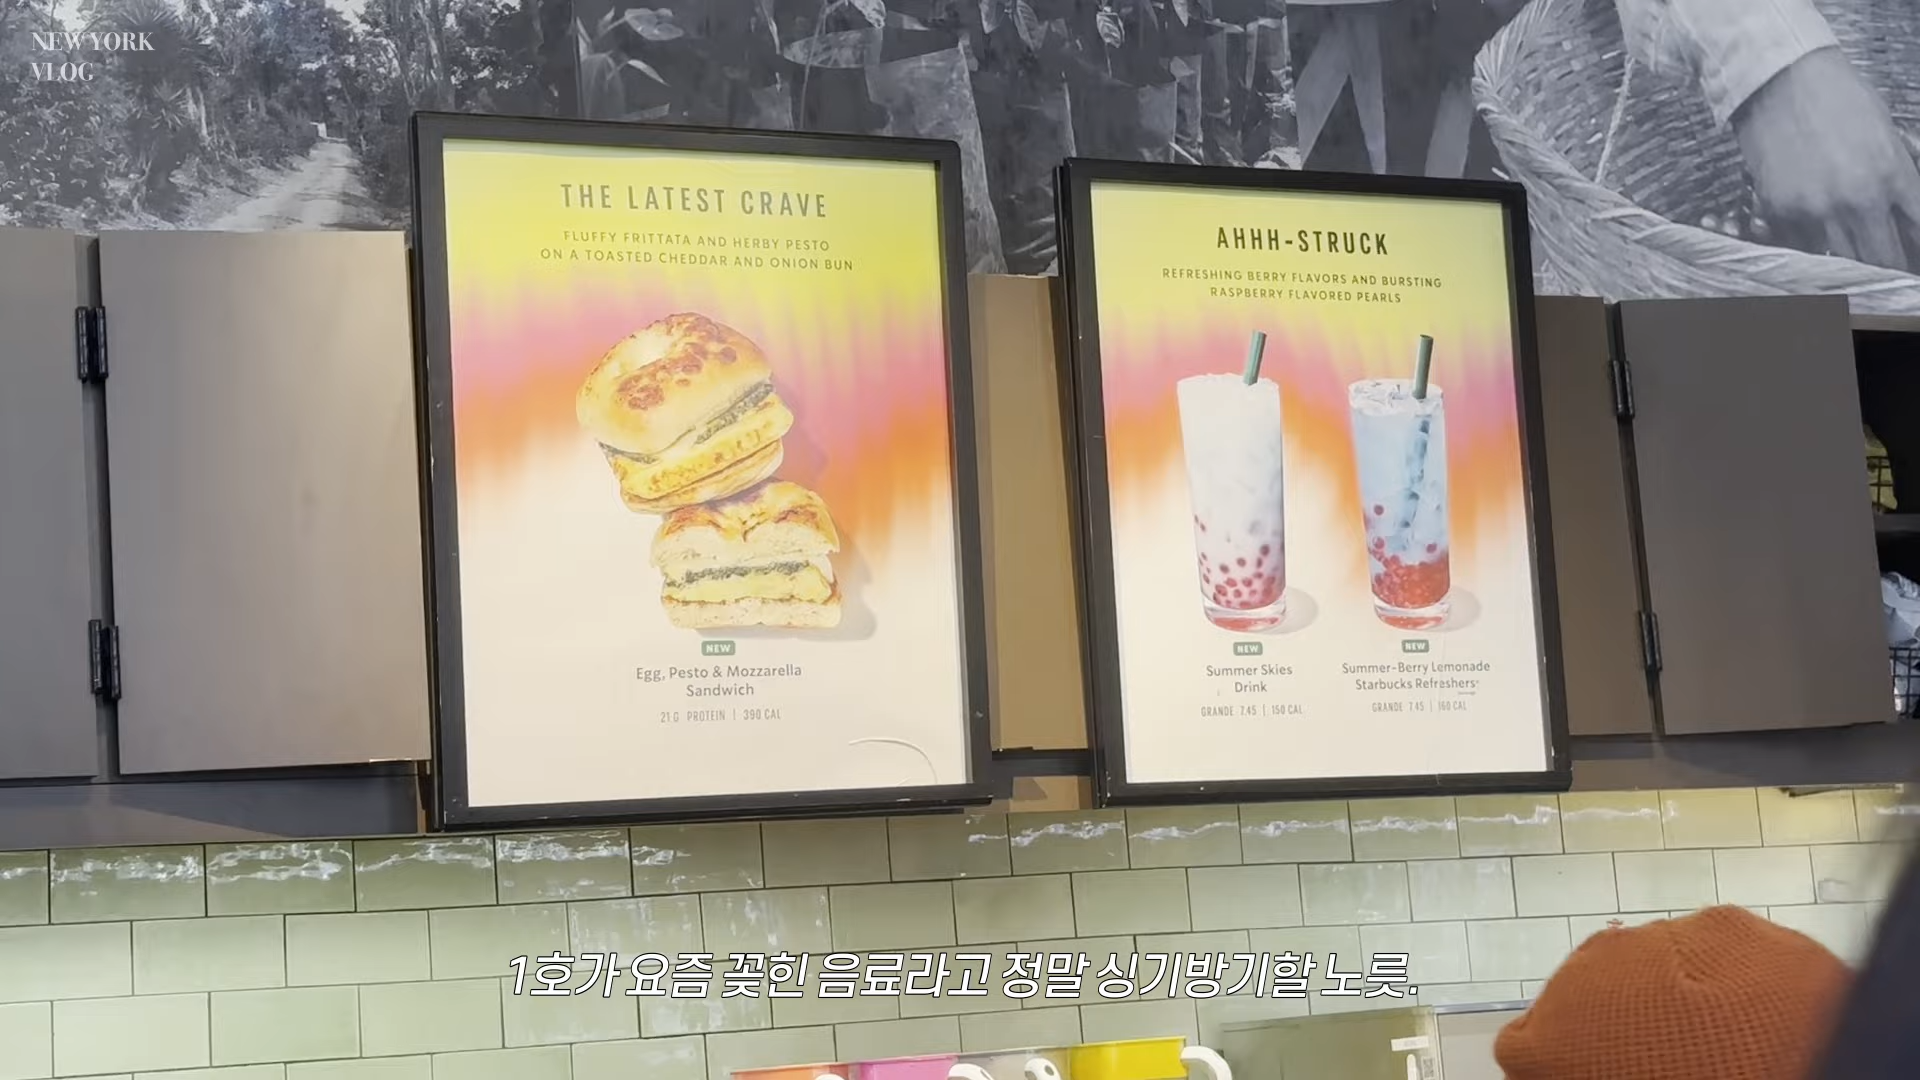 NEW YORK
VLOG
THE LATEST CRAVE
FLUFFY FRITTATA AND HERBY PESTO
ON A TOASTED CHEDDAR AND ONION BUN
NEW
Egg, Pesto & Mozzarella
Sandwich
21 G PROTEIN | 390 CAL
AHHH-STRUCK
REFRESHING BERRY FLAVORS AND BURSTING
RASPBERRY FLAVORED PEARLS
NEW
Summer Skies
Drink
GRANDE 7.45 | 150 CAL
NEW
Summer-Berry Lemonade
Starbucks Refreshers
GRANDE 7.45 | 160 CAL
1호가 요즘 꽂힌 음료라고 정말 싱기방기할 노릇.